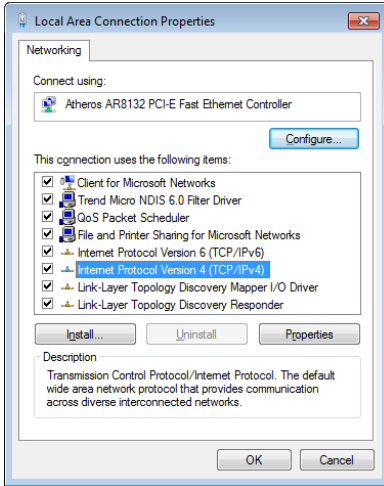 Local Area Connection Properties
Networking
Connect using:
Atheros AR8132 PCI-E Fast Ethernet Controller
Configure...
This connection uses the following items:
Client for Microsoft Networks
Trend Micro NDIS 6.0 Filter Driver
QoS Packet Scheduler
File and Printer Sharing for Microsoft Networks
Internet Protocol Version 6 (TCP/IPv6)
Internet Protocol Version 4 (TCP/IPv4)
Link-Layer Topology Discovery Mapper I/O Driver
Link-Layer Topology Discovery Responder
Install... Uninstall Properties
Description
Transmission Control Protocol/Internet Protocol. The default
wide area network protocol that provides communication
across diverse interconnected networks.
OK Cancel